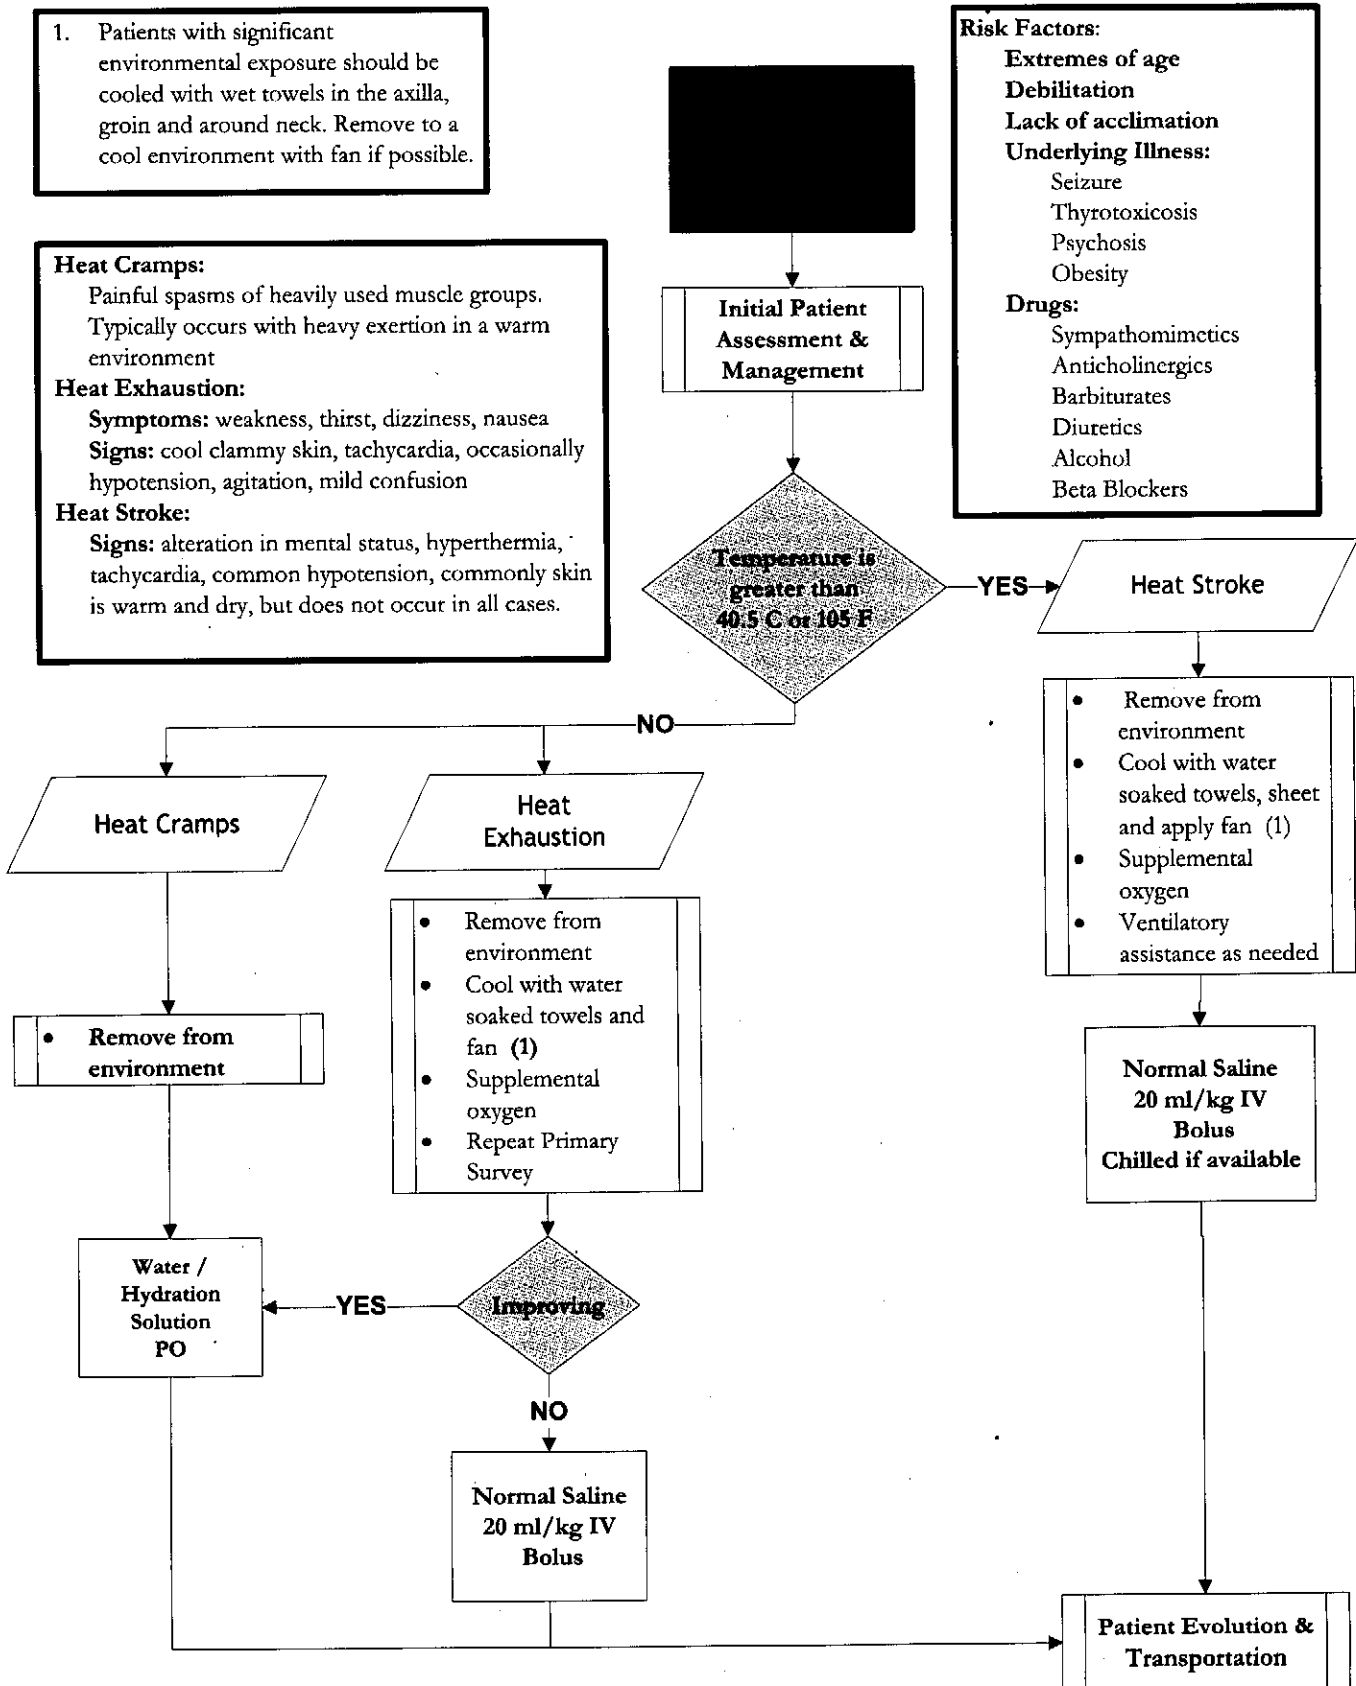 1. Patients with significant
environmental exposure should be
cooled with wet towels in the axilla,
groin and around neck. Remove to a
cool environment with fan if possible.
Risk Factors:
Extremes of age
Debilitation
Lack of acclimation
Underlying Illness:
Seizure
Thyrotoxicosis
Psychosis
Obesity
Drugs:
Sympathomimetics
Anticholinergics
Barbiturates
Diuretics
Alcohol
Beta Blockers
Heat Cramps:
Painful spasms of heavily used muscle groups.
Typically occurs with heavy exertion in a warm
environment
Heat Exhaustion:
Symptoms: weakness, thirst, dizziness, nausea
Signs: cool clammy skin, tachycardia, occasionally
hypotension, agitation, mild confusion
Heat Stroke:
Signs: alteration in mental status, hyperthermia,
tachycardia, common hypotension, commonly skin
is warm and dry, but does not occur in all cases.
Initial Patient
Assessment &
Management
Temperature is
greater than
40.5 C or 105 F
YES
Heat Stroke
NO
Heat Cramps
Heat
Exhaustion
• Remove from
environment
• Cool with water
soaked towels, sheet
and apply fan (1)
• Supplemental
oxygen
• Ventilatory
assistance as needed
• Remove from
environment
• Cool with water
soaked towels and
fan (1)
• Supplemental
oxygen
• Repeat Primary
Survey
• Remove from
environment
Normal Saline
20 ml/kg IV
Bolus
Chilled if available
Water /
Hydration
Solution
PO
YES
Improving
NO
Normal Saline
20 ml/kg IV
Bolus
Patient Evolution &
Transportation